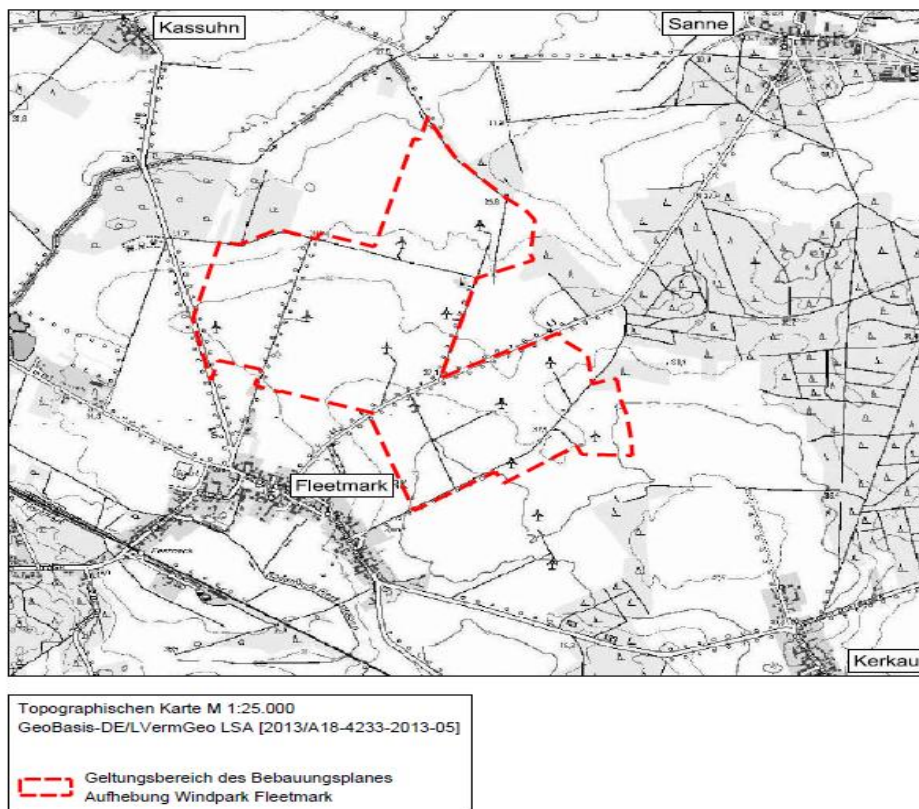 Kassuhn
Sanne
Fleetmark
Kerkau
Topographischen Karte M 1:25.000
GeoBasis-DE/LVermGeo LSA [2013/A18-4233-2013-05]
Geltungsbereich des Bebauungsplanes
Aufhebung Windpark Fleetmark